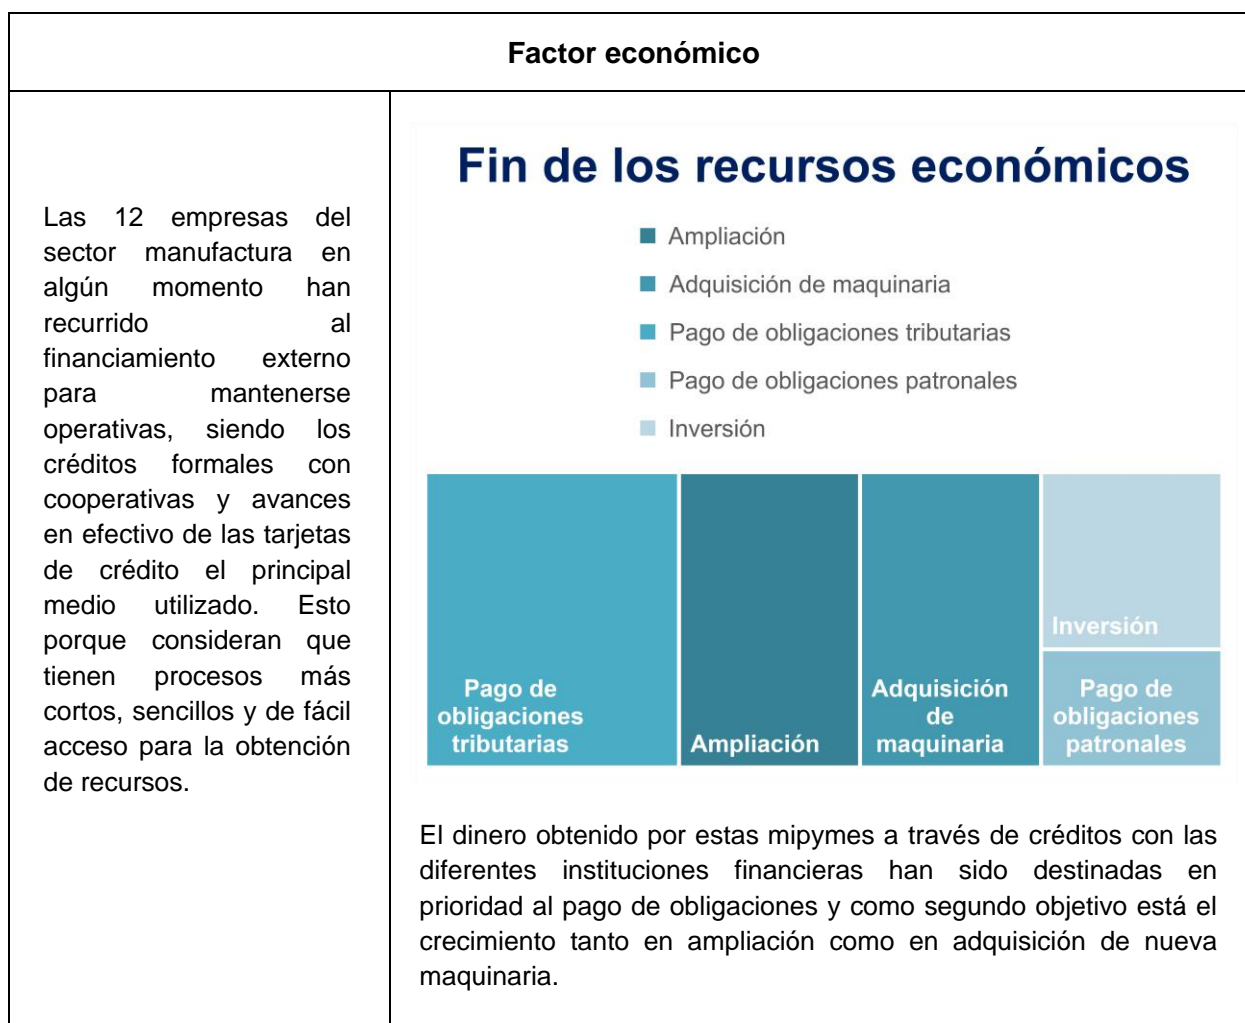 Factor económico
Las 12 empresas del
sector manufactura en
algún momento han
recurrido al
financiamiento externo
para mantenerse
operativas, siendo los
créditos formales con
cooperativas y avances
en efectivo de las tarjetas
de crédito el principal
medio utilizado. Esto
porque consideran que
tienen procesos más
cortos, sencillos y de fácil
acceso para la obtención
de recursos.
Fin de los recursos económicos
Ampliación
Adquisición de maquinaria
Pago de obligaciones tributarias
Pago de obligaciones patronales
Inversión
Pago de
obligaciones
tributarias
Ampliación
Adquisición
de
maquinaria
Inversión
Pago de
obligaciones
patronales
El dinero obtenido por estas mipymes a través de créditos con las
diferentes instituciones financieras han sido destinadas en
prioridad al pago de obligaciones y como segundo objetivo está el
crecimiento tanto en ampliación como en adquisición de nueva
maquinaria.